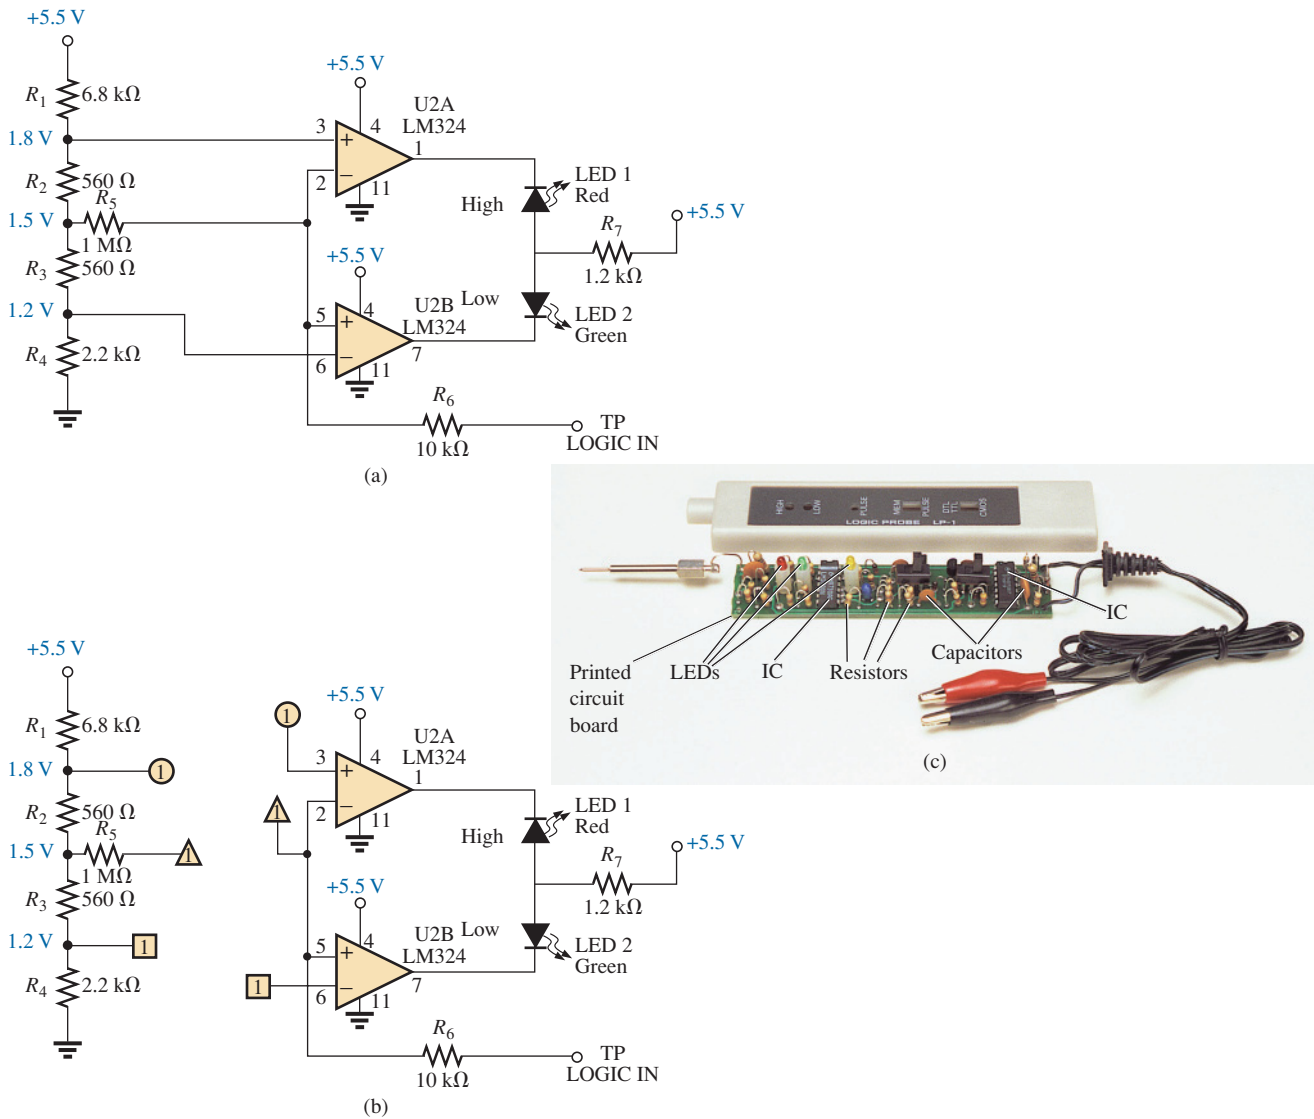 +5.5 V
R1 6.8 kΩ
1.8 V
R2 560 Ω
R5
1.5 V
1 MΩ
R3 560 Ω
1.2 V
R4 2.2 kΩ
+5.5 V
U2A
LM324
3
+
4
1
2
−
11
High
LED 1
Red
+5.5 V
R7
1.2 kΩ
+5.5 V
U2B
LM324
5
+
4
7
6
−
11
Low
LED 2
Green
R6
10 kΩ
TP
LOGIC IN
(a)
HIGH
LOW
PULSE
MEM
PULSE
DTL
TTL
CMOS
LOGIC PROBE LP-1
Printed
circuit
board
LEDs
IC
Resistors
Capacitors
IC
(c)
+5.5 V
R1 6.8 kΩ
1.8 V
1
R2 560 Ω
R5
1.5 V
1
1 MΩ
R3 560 Ω
1.2 V
1
R4 2.2 kΩ
+5.5 V
1
U2A
LM324
3
+
4
1
1
2
−
11
High
LED 1
Red
+5.5 V
R7
1.2 kΩ
+5.5 V
U2B
LM324
5
+
4
7
1
6
−
11
Low
LED 2
Green
R6
10 kΩ
TP
LOGIC IN
(b)